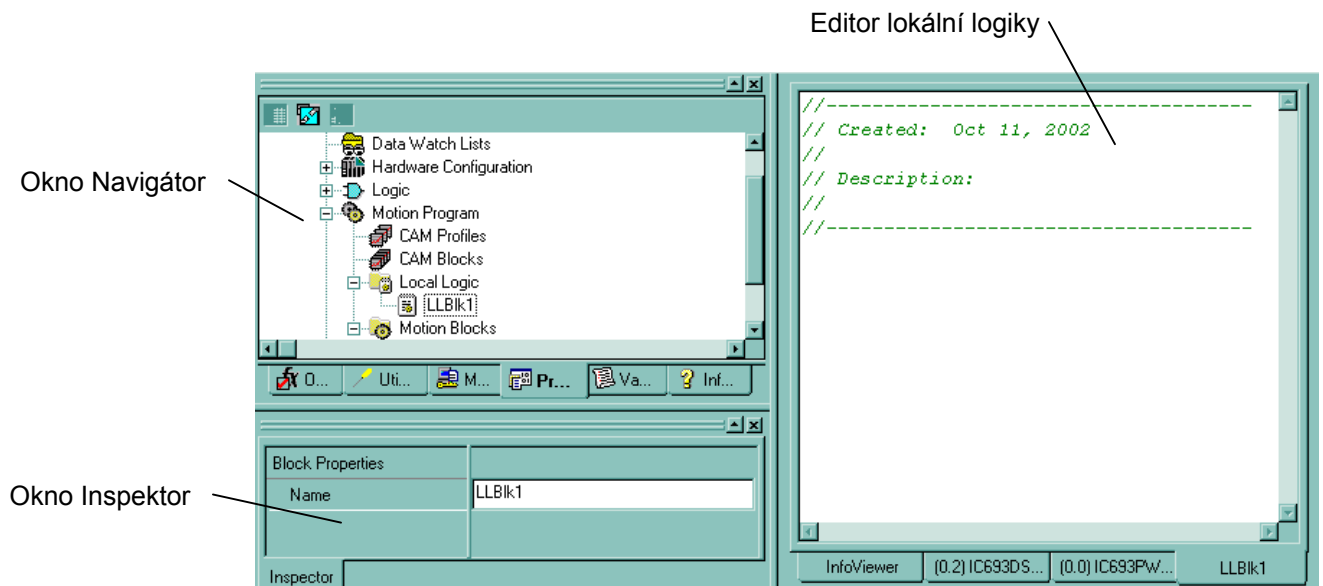 Editor lokální logiky
Okno Navigátor
Data Watch Lists
Hardware Configuration
Logic
Motion Program
CAM Profiles
CAM Blocks
Local Logic
LLBlk1
Motion Blocks
O...
Uti...
M...
Pr...
Va...
Inf...
Okno Inspektor
Block Properties
Name
LLBlk1
Inspector
//-------------------------------------
// Created: Oct 11, 2002
//
// Description:
//
//-------------------------------------
InfoViewer
(0.2) IC693DS...
(0.0) IC693PW...
LLBlk1